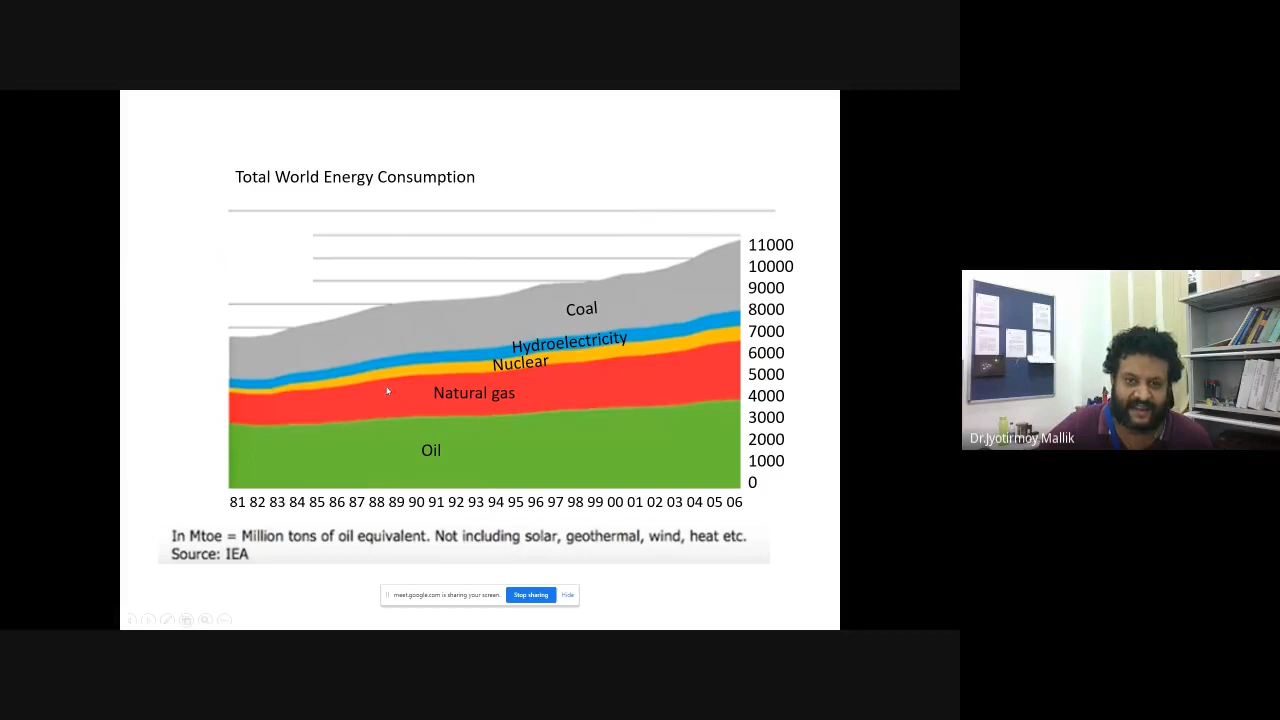 Total World Energy Consumption
11000
10000
9000
8000
7000
6000
5000
4000
3000
2000
1000
0
Coal
Hydroelectricity
Nuclear
Natural gas
Oil
81 82 83 84 85 86 87 88 89 90 91 92 93 94 95 96 97 98 99 00 01 02 03 04 05 06
In Mtoe = Million tons of oil equivalent. Not including solar, geothermal, wind, heat etc.
Source: IEA
meet.google.com is sharing your screen. Stop sharing Hide
Dr.Jyotirmoy Mallik